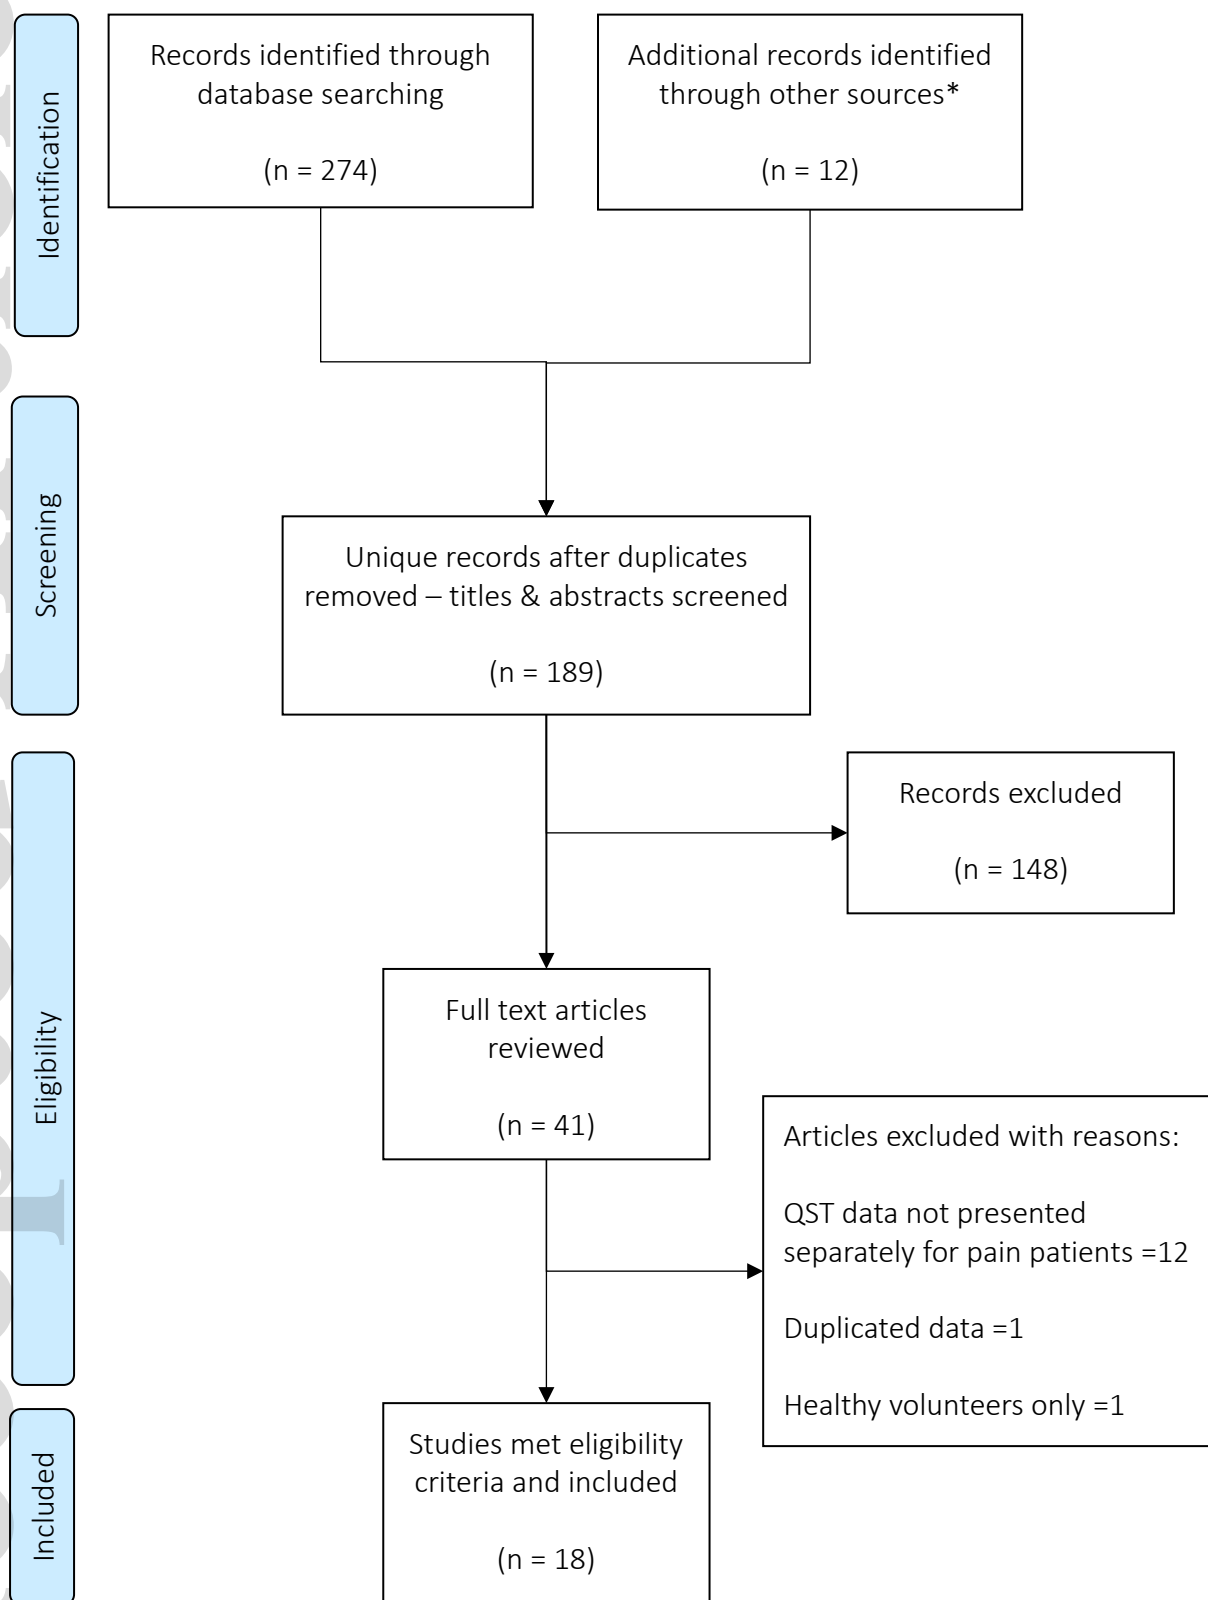 Identification
Records identified through
database searching
(n = 274)
Additional records identified
through other sources*
(n = 12)
Screening
Unique records after duplicates
removed – titles & abstracts screened
(n = 189)
Eligibility
Records excluded
(n = 148)
Full text articles
reviewed
(n = 41)
Articles excluded with reasons:
QST data not presented
separately for pain patients =12
Duplicated data =1
Healthy volunteers only =1
Included
Studies met eligibility
criteria and included
(n = 18)